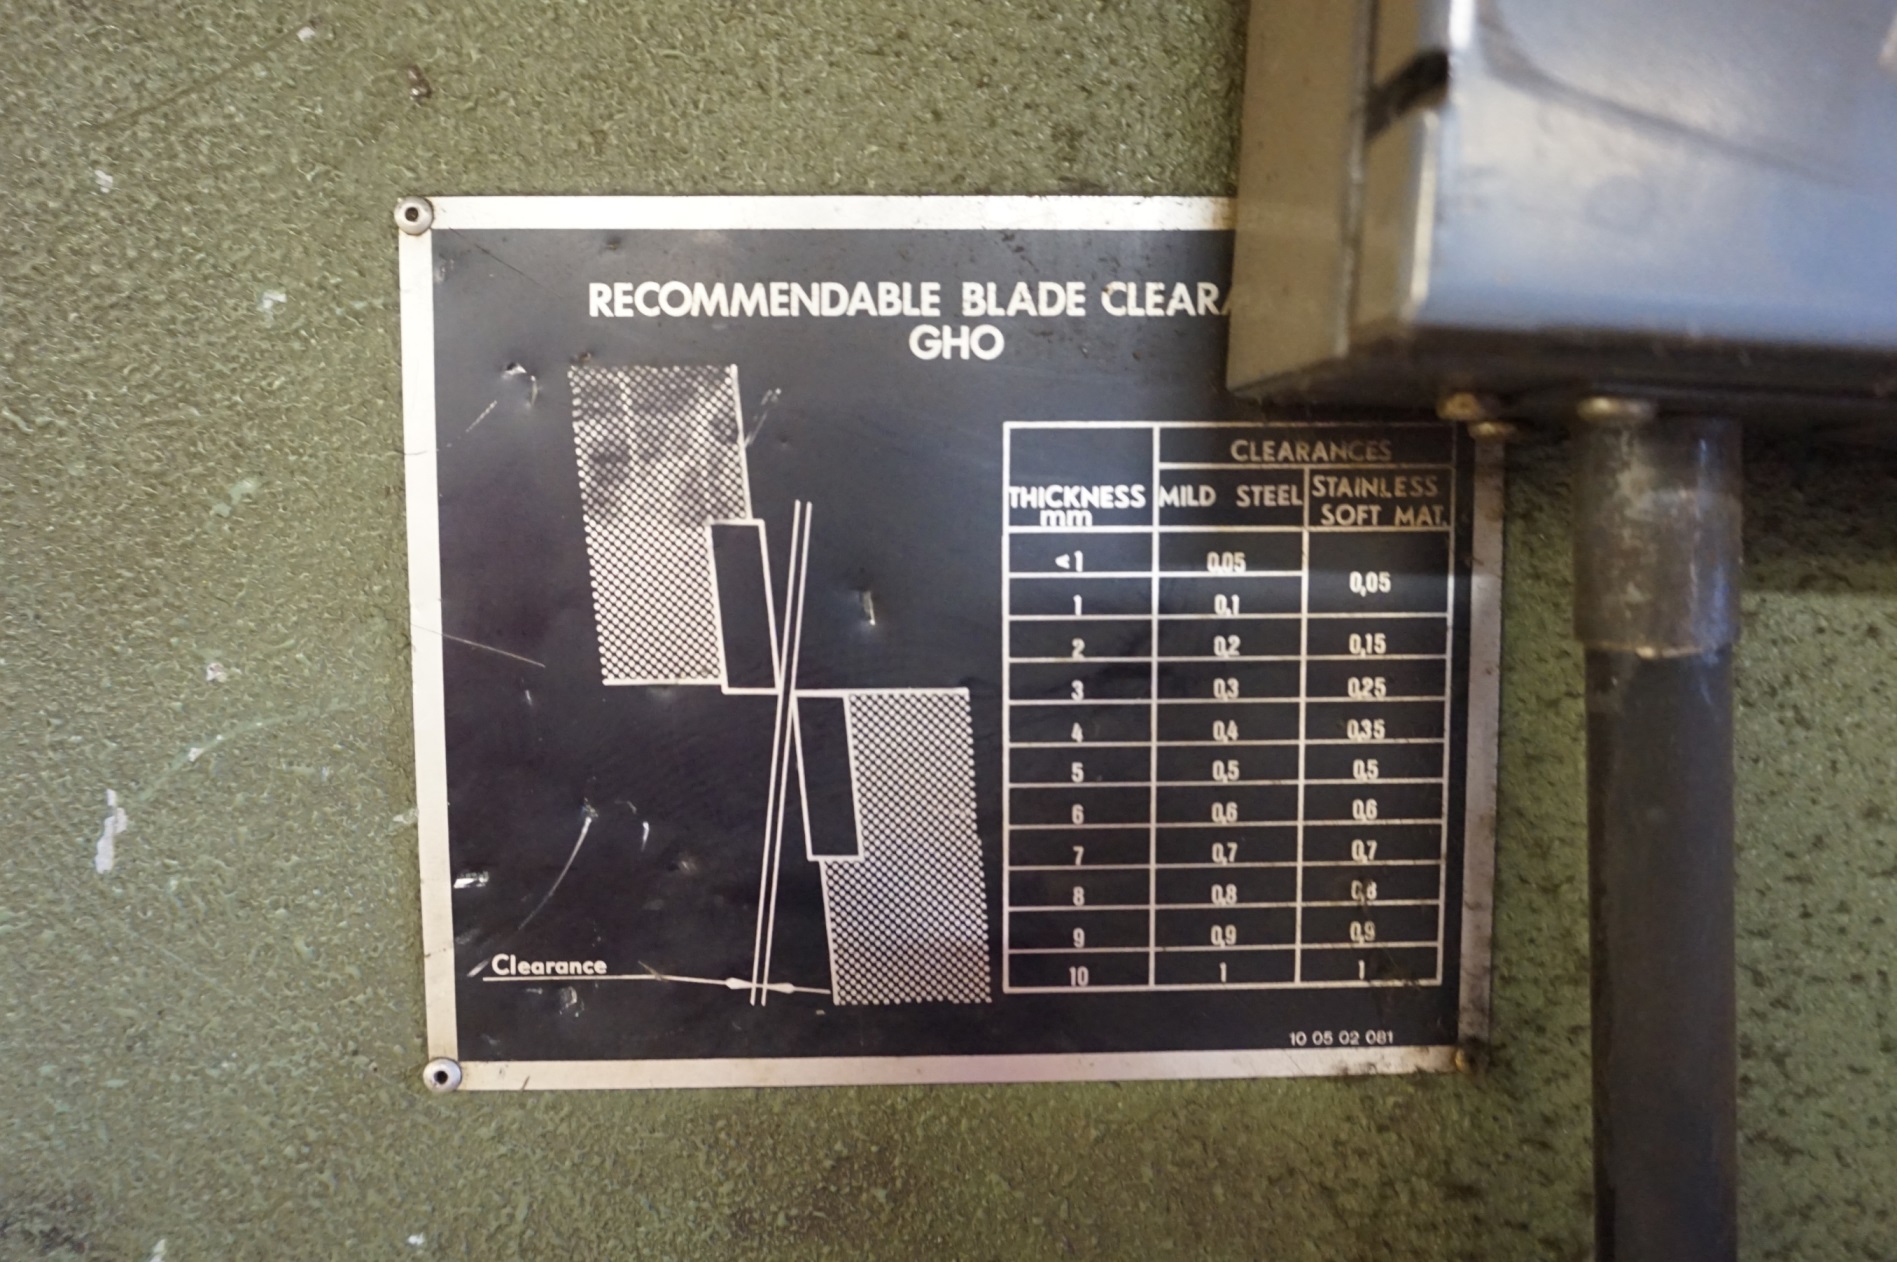 RECOMMENDABLE BLADE
GHO
CLEARANCES
THICKNESS mm MILD STEEL STAINLESS SOFT MAT.
<1 0.05 0,05
1 0,1
2 0,2 0,15
3 0,3 0,25
4 0,4 0,35
5 0,5 0,5
6 0,6 0,6
7 0,7 0,7
8 0,8 0,8
9 0,9 0,9
10 1 1
Clearance
10 05 02 081